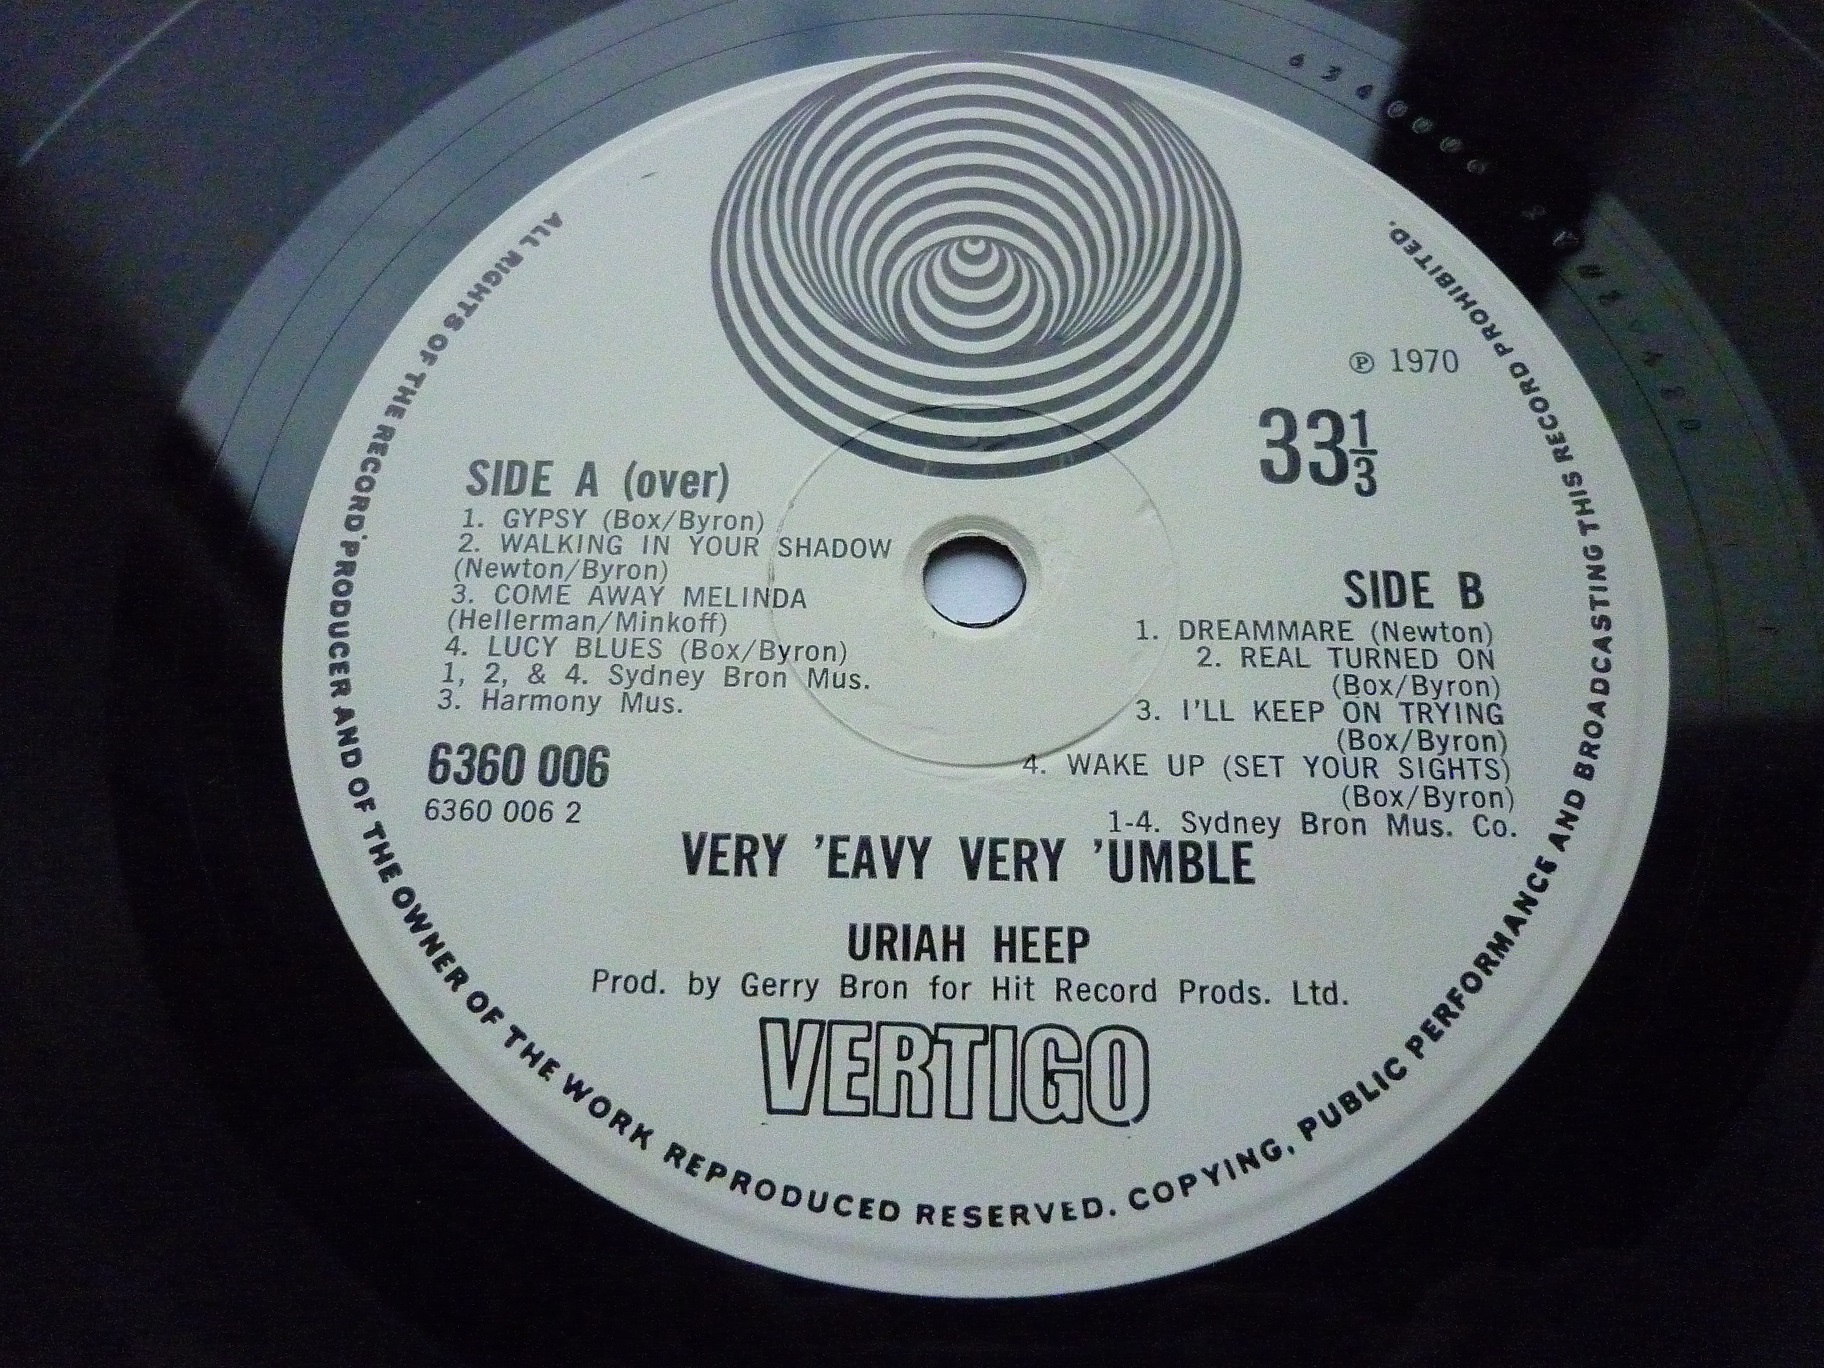 ℗ 1970
33⅓
SIDE A (over)
1. GYPSY (Box/Byron)
2. WALKING IN YOUR SHADOW
(Newton/Byron)
3. COME AWAY MELINDA
(Hellerman/Minkoff)
4. LUCY BLUES (Box/Byron)
1, 2, & 4. Sydney Bron Mus.
3. Harmony Mus.
6360 006
6360 006 2
SIDE B
1. DREAMMARE (Newton)
2. REAL TURNED ON
(Box/Byron)
3. I'LL KEEP ON TRYING
(Box/Byron)
4. WAKE UP (SET YOUR SIGHTS)
(Box/Byron)
1-4. Sydney Bron Mus. Co.
VERY 'EAVY VERY 'UMBLE
URIAH HEEP
Prod. by Gerry Bron for Hit Record Prods. Ltd.
VERTIGO
ALL RIGHTS OF THE RECORD PRODUCER AND OF THE OWNER OF THE WORK REPRODUCED RESERVED. COPYING, PUBLIC PERFORMANCE AND BROADCASTING THIS RECORD PROHIBITED.